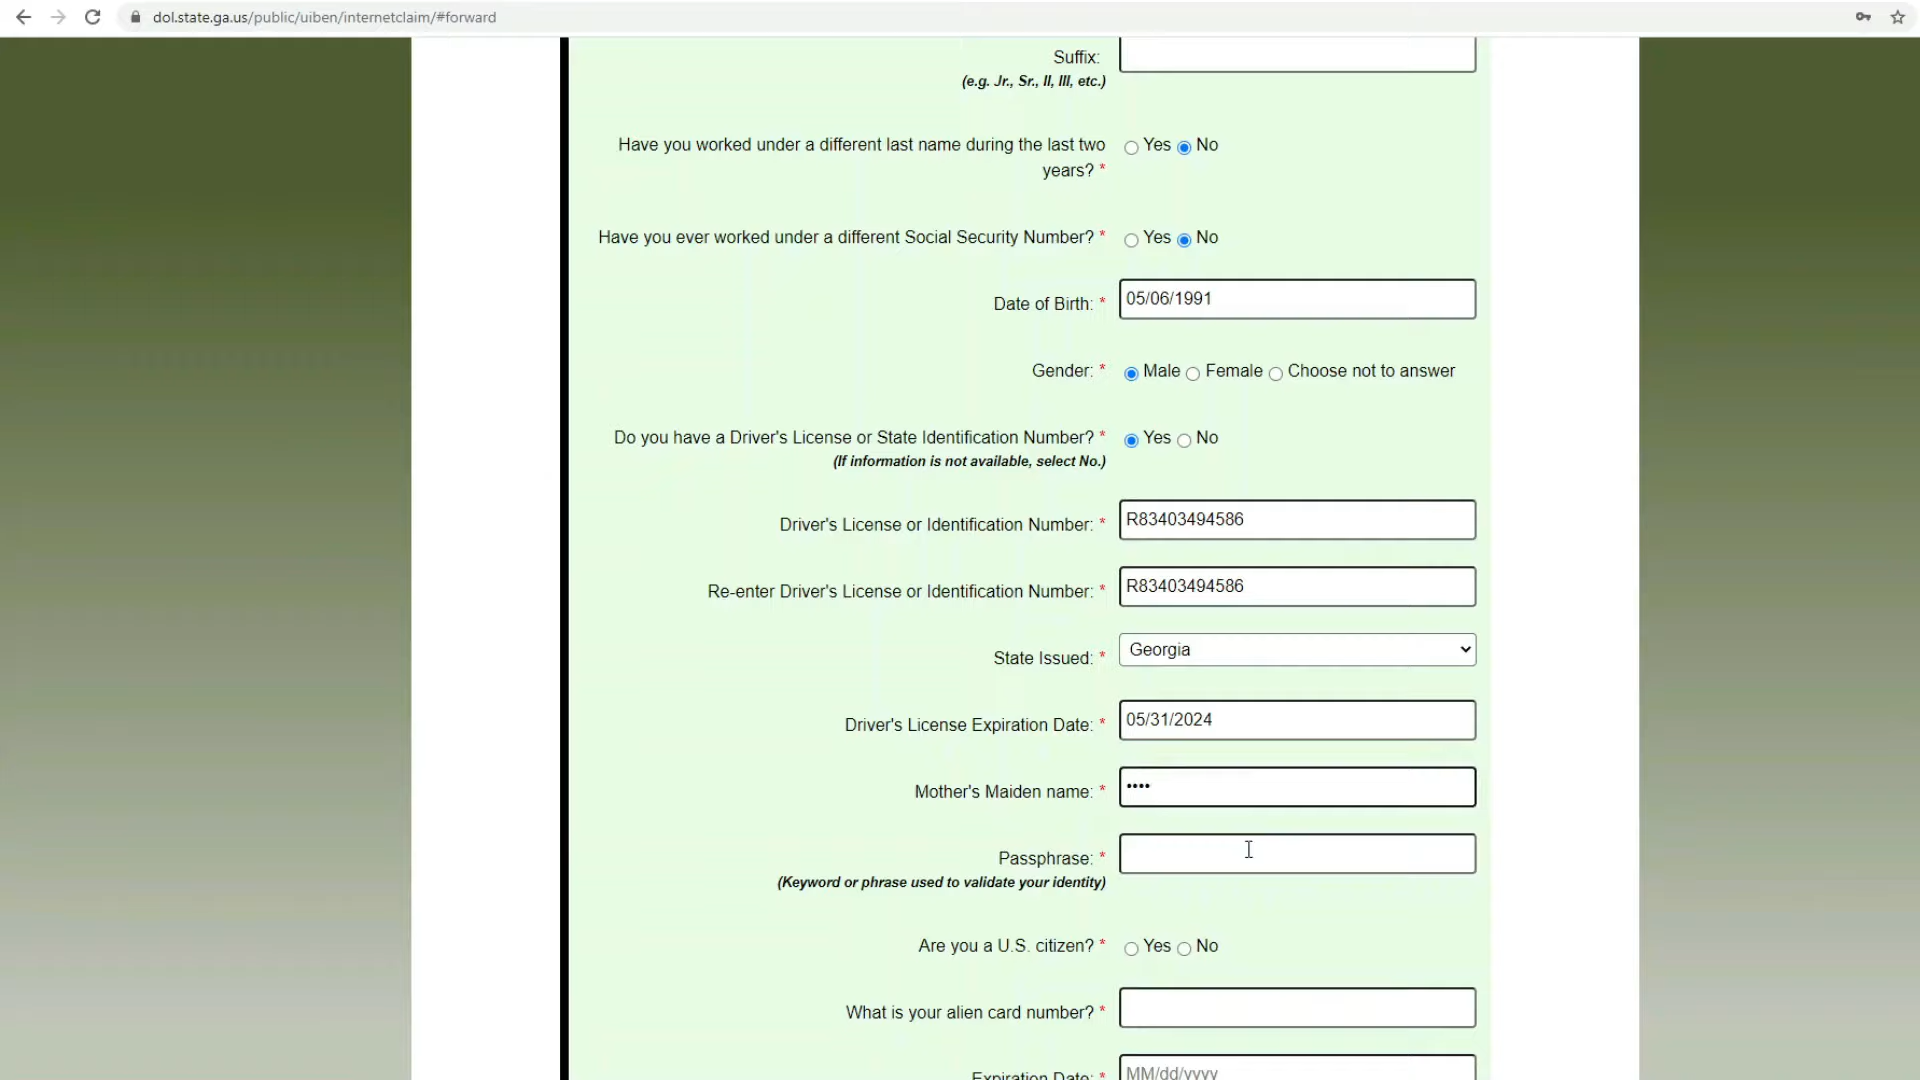 dol.state.ga.us/public/uiben/internetclaim/#forward
Suffix:
(e.g. Jr., Sr., II, III, etc.)
Have you worked under a different last name during the last two
years? * Yes No
Have you ever worked under a different Social Security Number? * Yes No
Date of Birth: * 05/06/1991
Gender: * Male Female Choose not to answer
Do you have a Driver's License or State Identification Number? * Yes No
(If information is not available, select No.)
Driver's License or Identification Number: * R83403494586
Re-enter Driver's License or Identification Number: * R83403494586
State Issued: * Georgia
Driver's License Expiration Date: * 05/31/2024
Mother's Maiden name: * ••••
Passphrase: *
(Keyword or phrase used to validate your identity)
Are you a U.S. citizen? * Yes No
What is your alien card number? *
Expiration Date: * MM/dd/yyyy